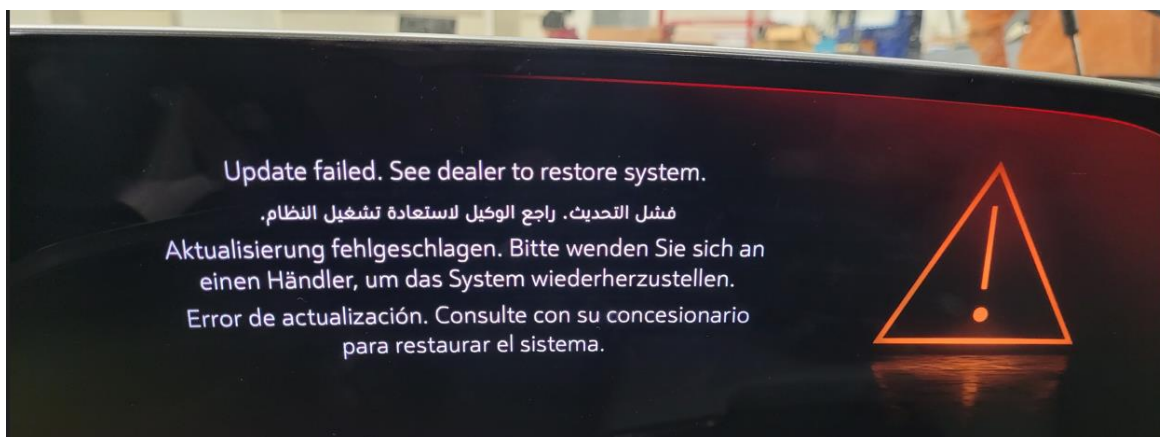 Update failed. See dealer to restore system.
فشل التحديث. راجع الوكيل لاستعادة تشغيل النظام.
Aktualisierung fehlgeschlagen. Bitte wenden Sie sich an
einen Händler, um das System wiederherzustellen.
Error de actualización. Consulte con su concesionario
para restaurar el sistema.